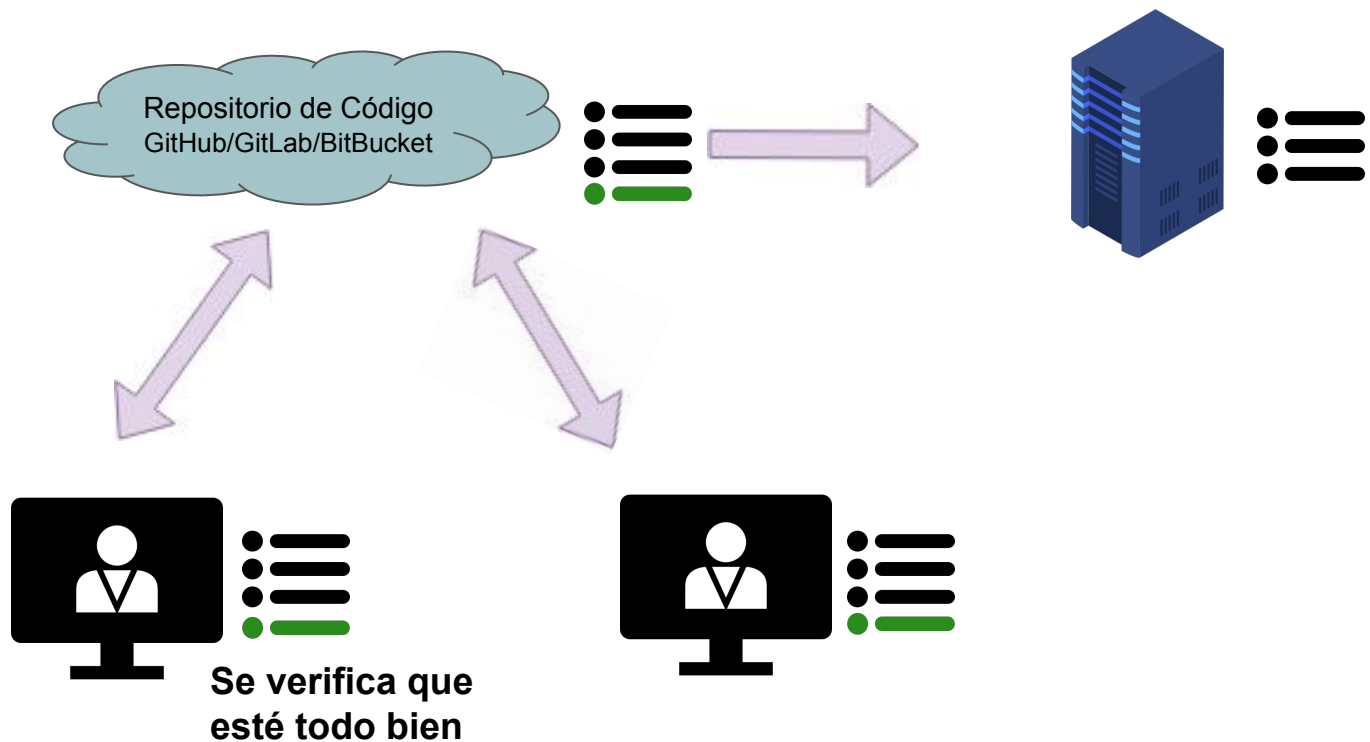 Repositorio de Código
GitHub/GitLab/BitBucket
Se verifica que
esté todo bien